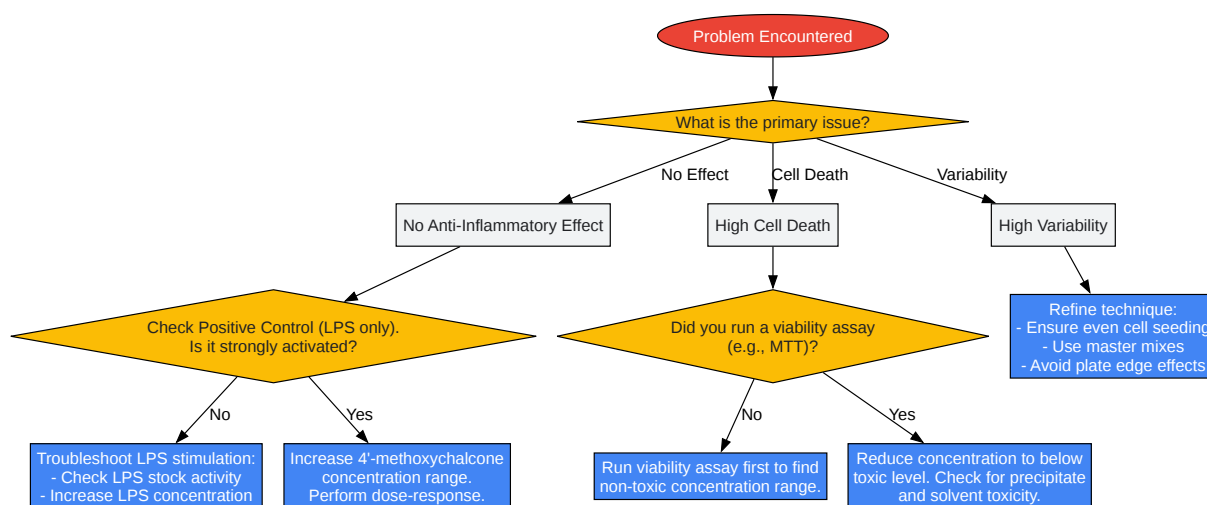 Problem Encountered
What is the primary issue?
No Effect
Cell Death
Variability
No Anti-Inflammatory Effect
High Cell Death
High Variability
Check Positive Control (LPS only).
Is it strongly activated?
Did you run a viability assay
(e.g., MTT)?
Refine technique:
- Ensure even cell seeding
- Use master mixes
- Avoid plate edge effects
No
Yes
No
Yes
Troubleshoot LPS stimulation:
- Check LPS stock activity
- Increase LPS concentration
Increase 4'-methoxychalcone
concentration range.
Perform dose-response.
Run viability assay first to find
non-toxic concentration range.
Reduce concentration to below
toxic level. Check for precipitate
and solvent toxicity.